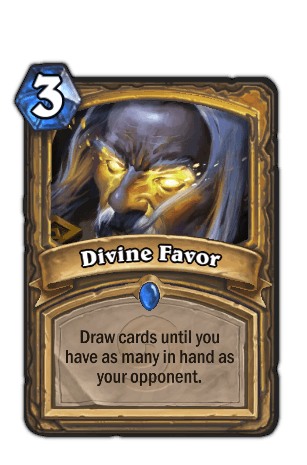 3
Divine Favor
Draw cards until you
have as many in hand as
your opponent.